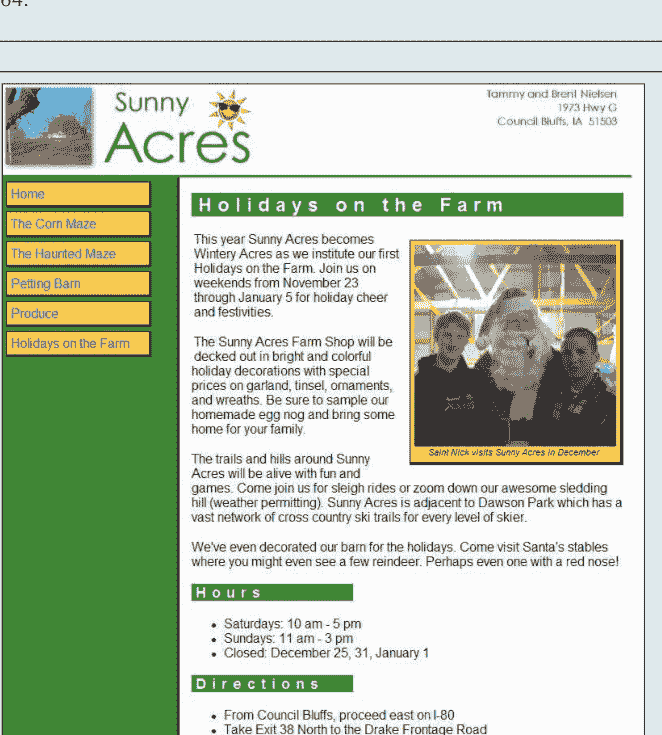 64.
Sunny
Acres
Tammy and Brent Nielsen
1973 Hwy G
Council Bluffs, IA 51503
Home
The Corn Maze
The Haunted Maze
Petting Barn
Produce
Holidays on the Farm
Holidays on the Farm
This year Sunny Acres becomes
Wintery Acres as we institute our first
Holidays on the Farm. Join us on
weekends from November 23
through January 5 for holiday cheer
and festivities.
The Sunny Acres Farm Shop will be
decked out in bright and colorful
holiday decorations with special
prices on garland, tinsel, ornaments,
and wreaths. Be sure to sample our
homemade egg nog and bring some
home for your family.
Saint Nick visits Sunny Acres in December
The trails and hills around Sunny
Acres will be alive with fun and
games. Come join us for sleigh rides or zoom down our awesome sledding
hill (weather permitting). Sunny Acres is adjacent to Dawson Park which has a
vast network of cross country ski trails for every level of skier.
We've even decorated our barn for the holidays. Come visit Santa's stables
where you might even see a few reindeer. Perhaps even one with a red nose!
Hours
• Saturdays: 10 am - 5 pm
• Sundays: 11 am - 3 pm
• Closed: December 25, 31, January 1
Directions
• From Council Bluffs, proceed east on I-80
• Take Exit 38 North to the Drake Frontage Road